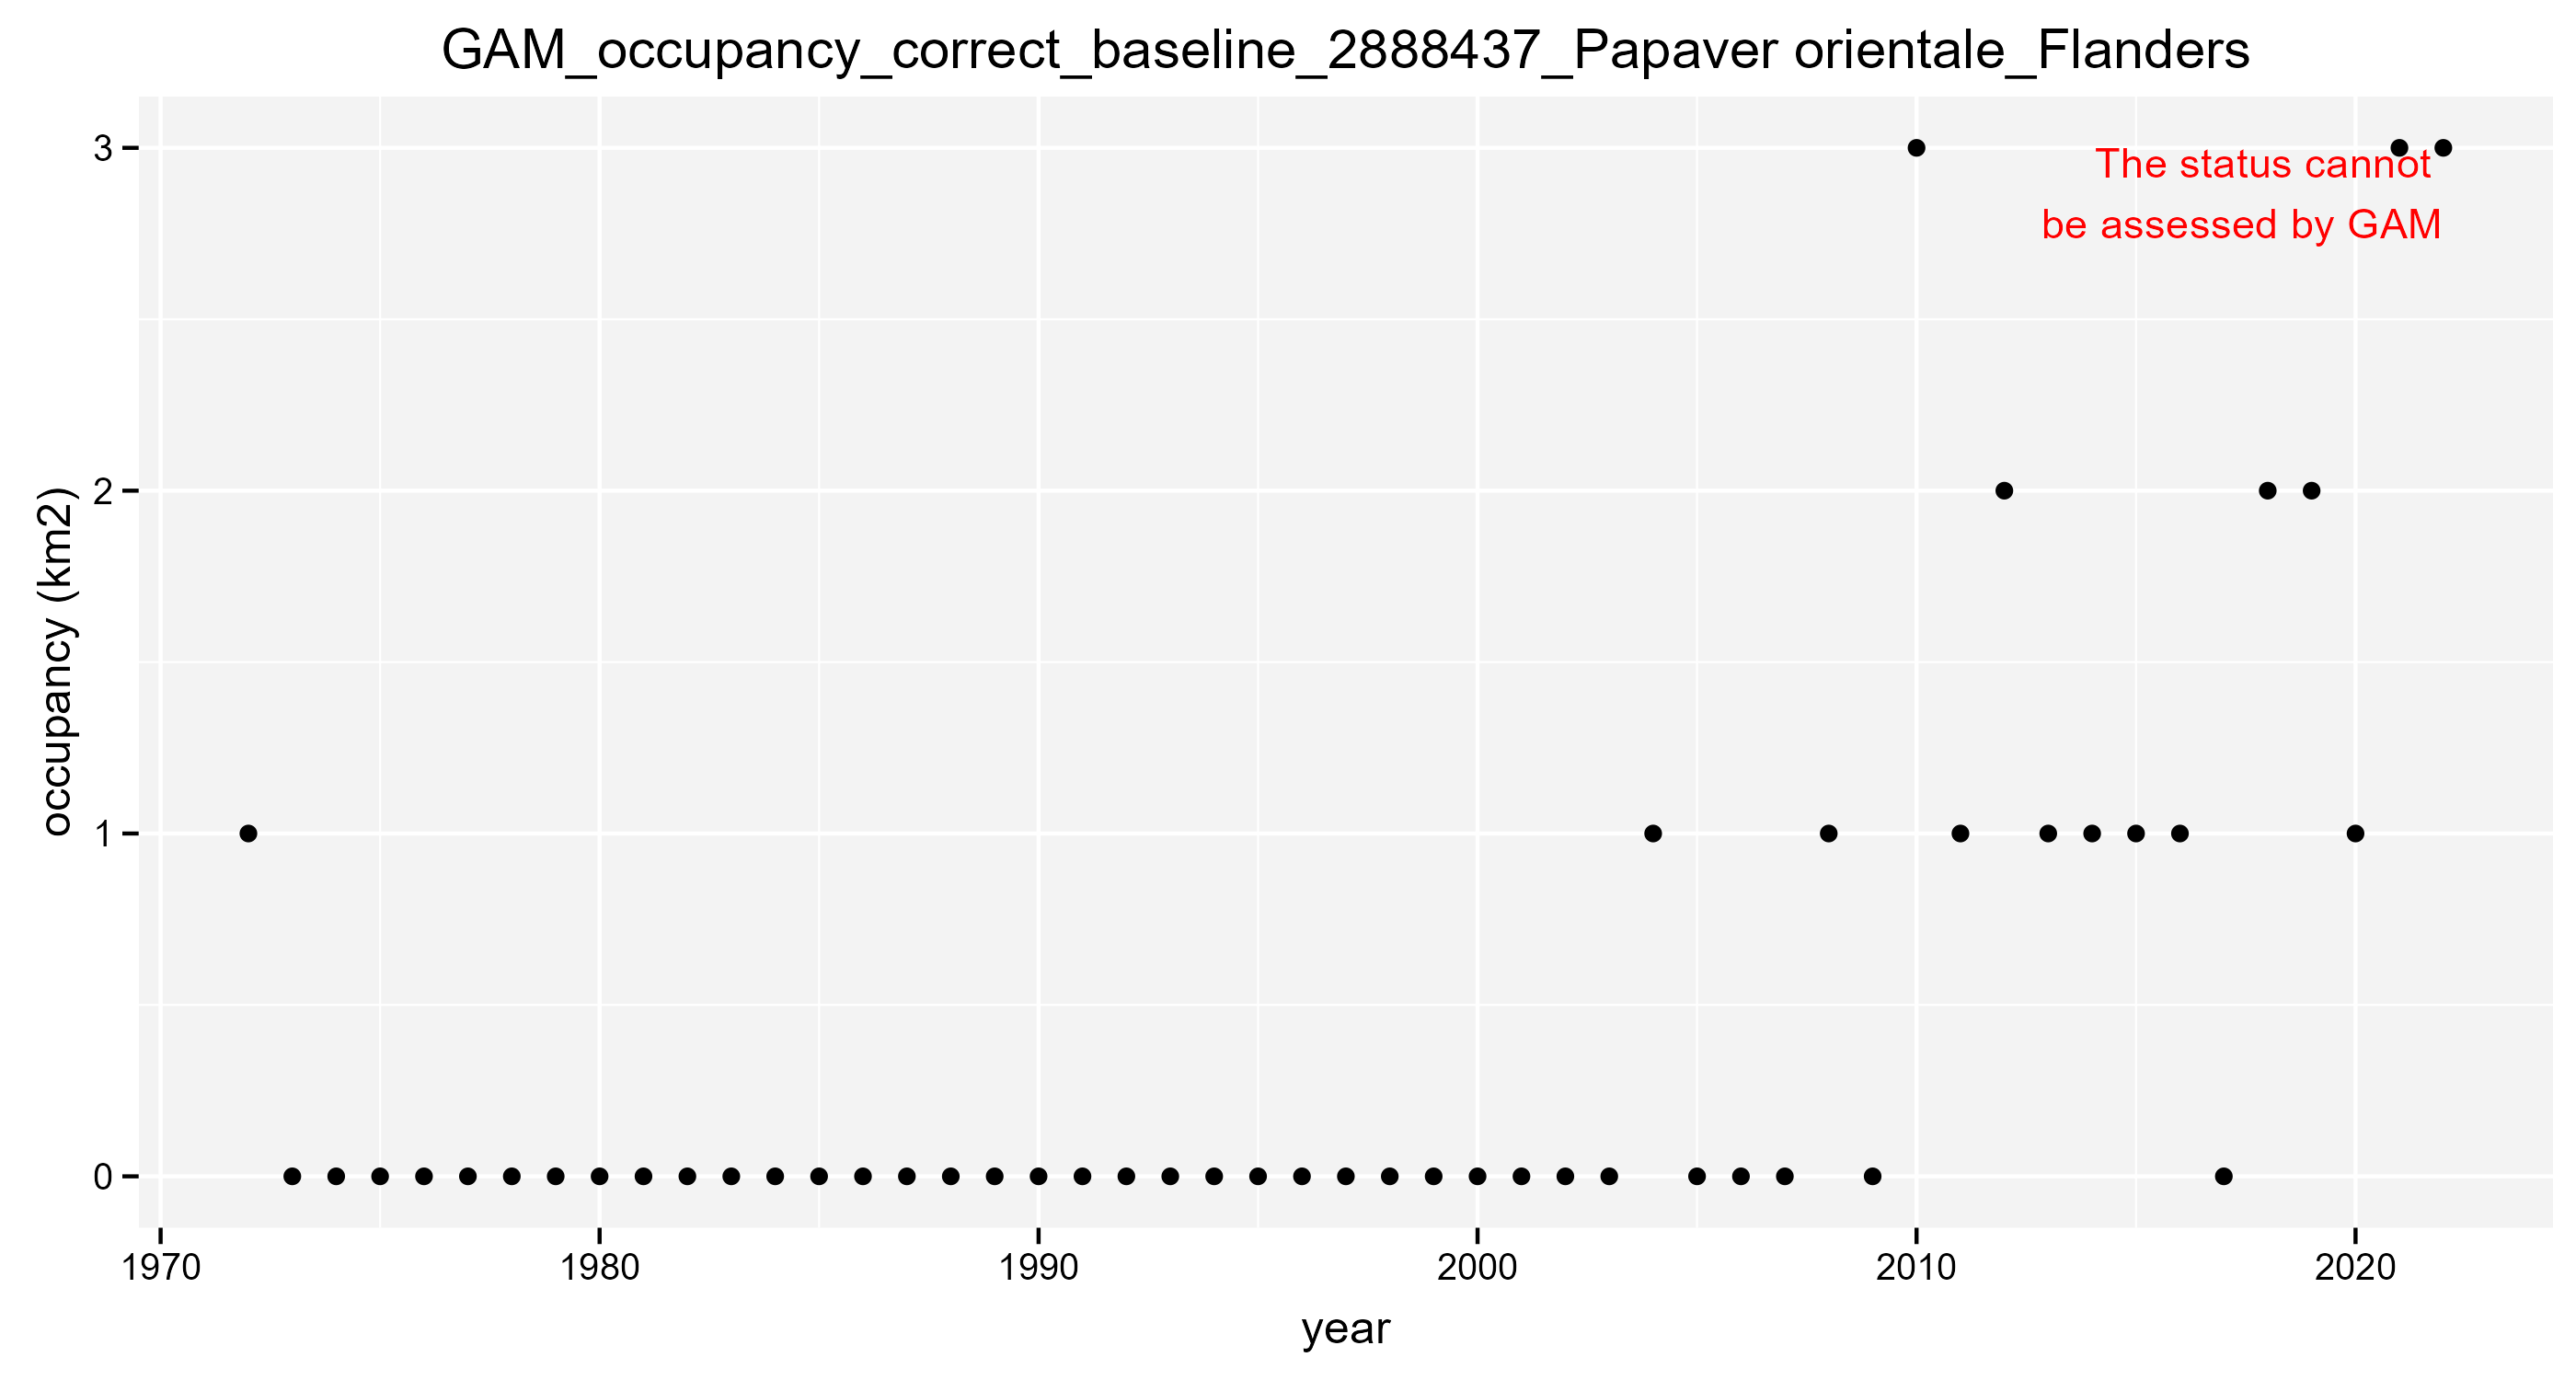 GAM_occupancy_correct_baseline_2888437_Papaver orientale_Flanders
3
The status cannot
be assessed by GAM
2
occupancy (km2)
1
0
1970 1980 1990 2000 2010 2020
year